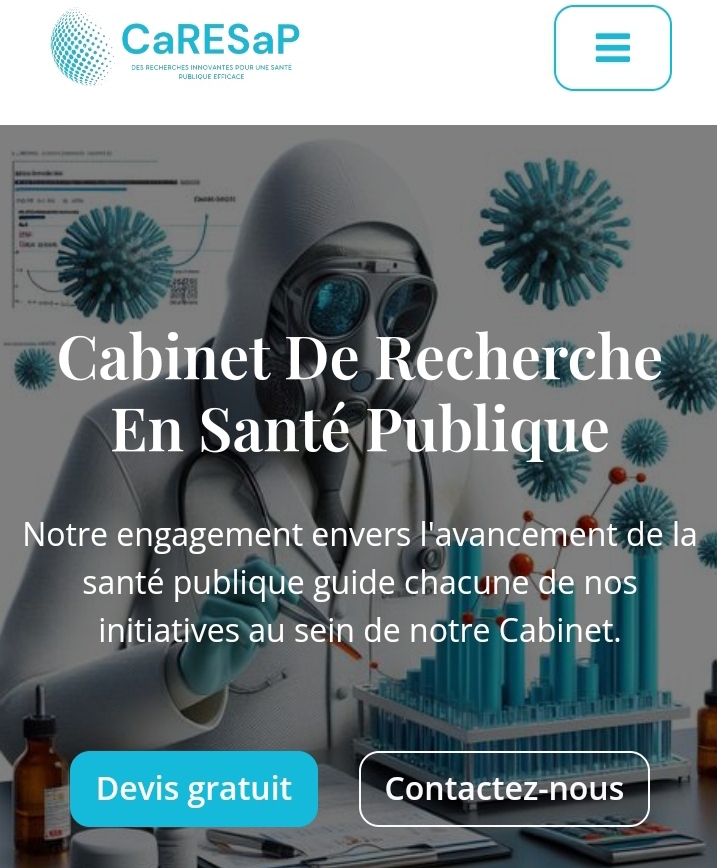 CaRESaP
DES RECHERCHES INNOVANTES POUR UNE SANTE
PUBLIQUE EFFICACE
Cabinet De Recherche
En Santé Publique
Notre engagement envers l'avancement de la
santé publique guide chacune de nos
initiatives au sein de notre Cabinet.
Devis gratuit
Contactez-nous